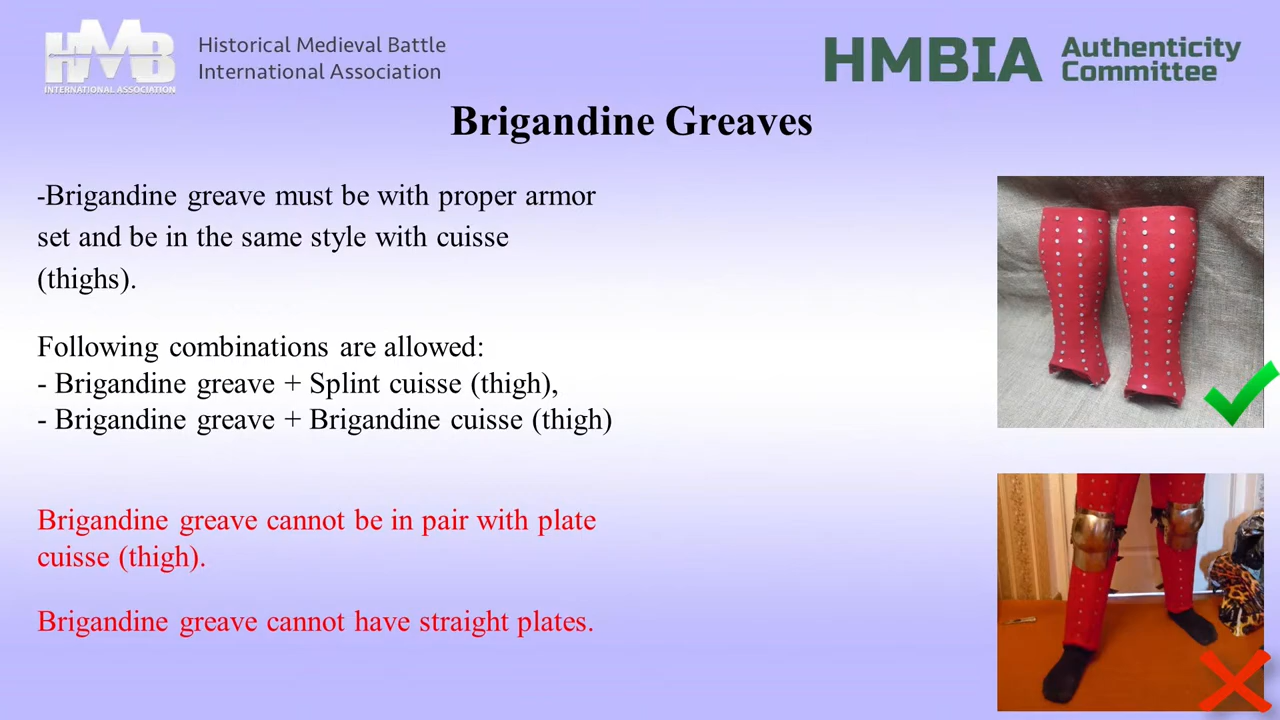 HMB
INTERNATIONAL ASSOCIATION
Historical Medieval Battle
International Association
HMBIA
Authenticity
Committee
Brigandine Greaves
-Brigandine greave must be with proper armor
set and be in the same style with cuisse
(thighs).
Following combinations are allowed:
- Brigandine greave + Splint cuisse (thigh),
- Brigandine greave + Brigandine cuisse (thigh)
Brigandine greave cannot be in pair with plate
cuisse (thigh).
Brigandine greave cannot have straight plates.